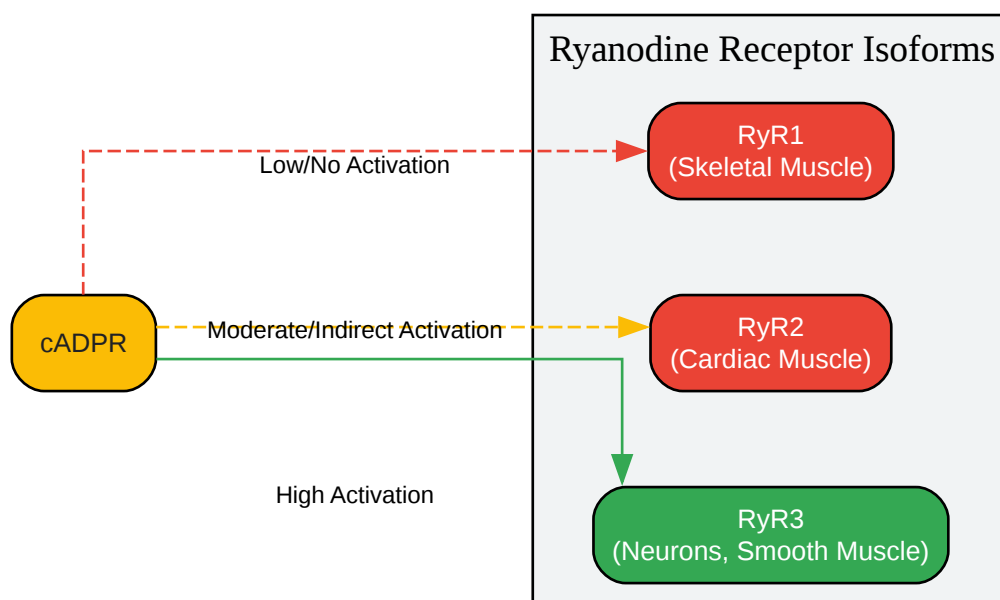 Ryanodine Receptor Isoforms
RyR1
(Skeletal Muscle)
Low/No Activation
cADPR
Moderate/Indirect Activation
RyR2
(Cardiac Muscle)
High Activation
RyR3
(Neurons, Smooth Muscle)